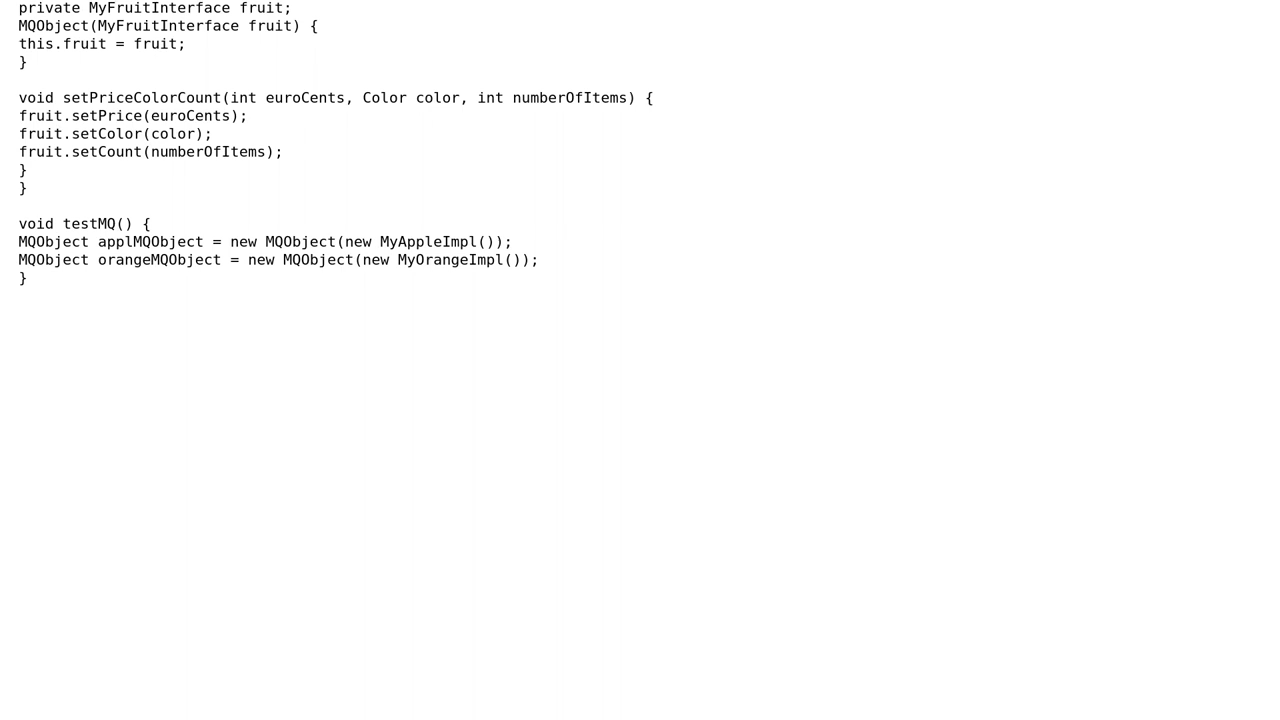 private MyFruitInterface fruit;
MQObject(MyFruitInterface fruit) {
this.fruit = fruit;
}

void setPriceColorCount(int euroCents, Color color, int numberOfItems) {
fruit.setPrice(euroCents);
fruit.setColor(color);
fruit.setCount(numberOfItems);
}
}

void testMQ() {
MQObject applMQObject = new MQObject(new MyAppleImpl());
MQObject orangeMQObject = new MQObject(new MyOrangeImpl());
}